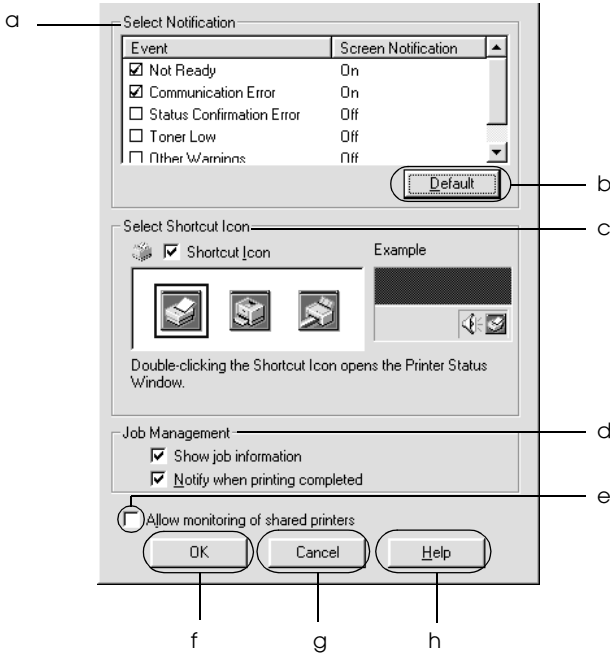 a
Select Notification
Event Screen Notification
Not Ready On
Communication Error On
Status Confirmation Error Off
Toner Low Off
Other Warnings Off
Default
b
Select Shortcut Icon
c
Shortcut Icon
Example
Double-clicking the Shortcut Icon opens the Printer Status
Window.
Job Management
d
Show job information
Notify when printing completed
e
Allow monitoring of shared printers
OK Cancel Help
f g h